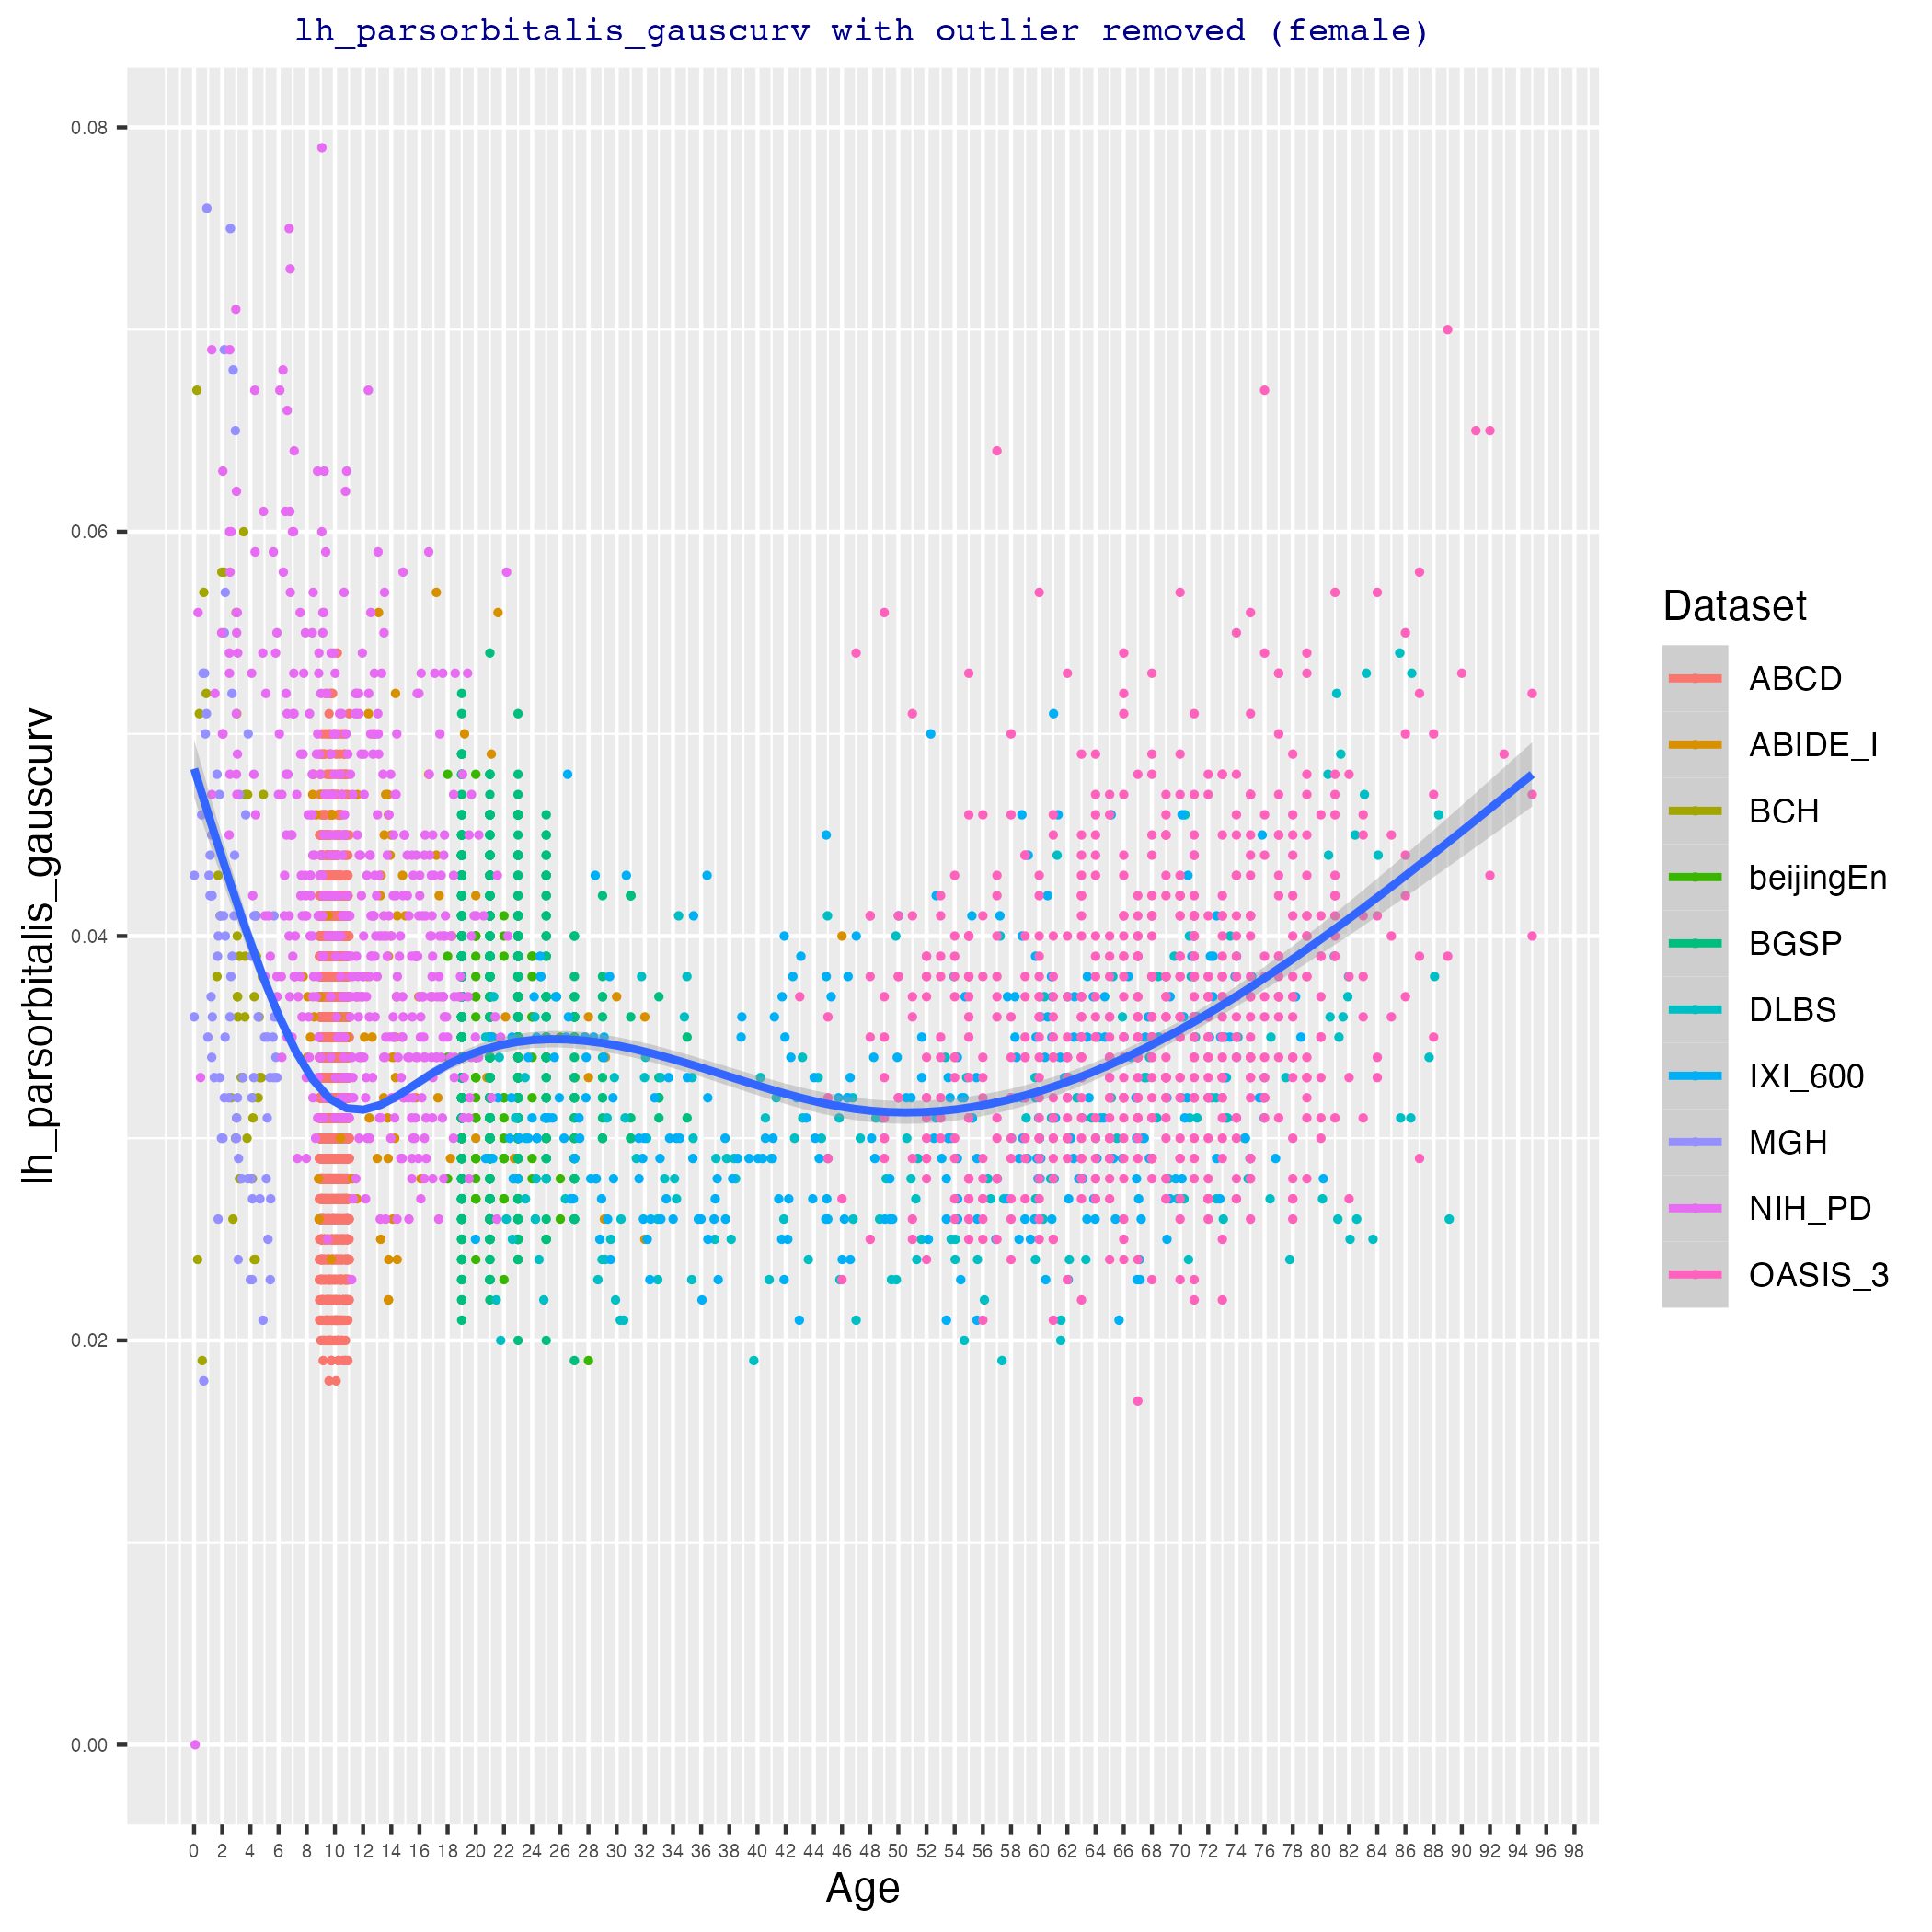 lh_parsorbitalis_gauscurv with outlier removed (female)
0.08
0.06
0.04
0.02
0.00
lh_parsorbitalis_gauscurv
0 2 4 6 8 10 12 14 16 18 20 22 24 26 28 30 32 34 36 38 40 42 44 46 48 50 52 54 56 58 60 62 64 66 68 70 72 74 76 78 80 82 84 86 88 90 92 94 96 98
Age
Dataset
ABCD
ABIDE_I
BCH
beijingEn
BGSP
DLBS
IXI_600
MGH
NIH_PD
OASIS_3